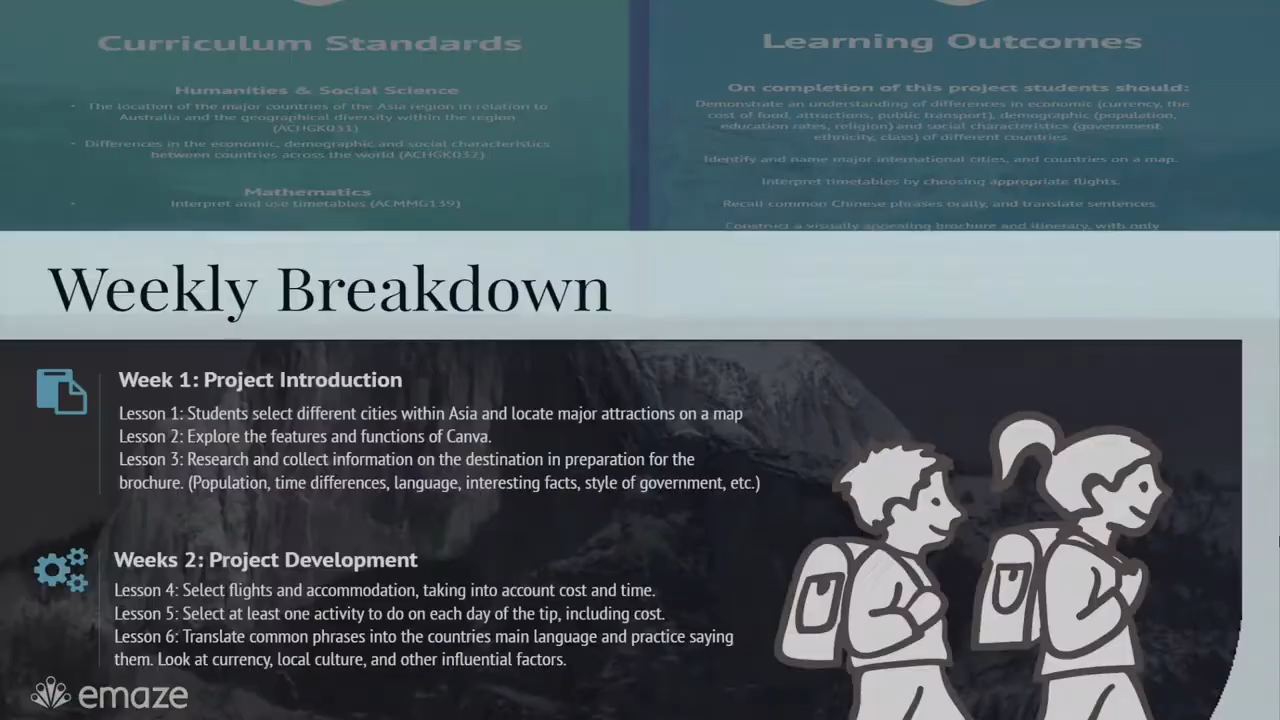 Curriculum Standards
Humanities & Social Science
• The location of the major countries of the Asia region in relation to
Australia and the geographical diversity within the region
(ACHGK031)
• Differences in the economic, demographic and social characteristics
between countries across the world (ACHGK032)
Mathematics
• Interpret and use timetables (ACMMG139)
Learning Outcomes
On completion of this project students should:
Demonstrate an understanding of differences in economic (currency, the
cost of food, attractions, public transport), demographic (population,
education rates, religion) and social characteristics (government,
ethnicity, class) of different countries.
Identify and name major international cities, and countries on a map.
Interpret timetables by choosing appropriate flights.
Recall common Chinese phrases orally, and translate sentences.
Construct a visually appealing brochure and itinerary, with only
Weekly Breakdown
Week 1: Project Introduction
Lesson 1: Students select different cities within Asia and locate major attractions on a map
Lesson 2: Explore the features and functions of Canva.
Lesson 3: Research and collect information on the destination in preparation for the
brochure. (Population, time differences, language, interesting facts, style of government, etc.)
Weeks 2: Project Development
Lesson 4: Select flights and accommodation, taking into account cost and time.
Lesson 5: Select at least one activity to do on each day of the tip, including cost.
Lesson 6: Translate common phrases into the countries main language and practice saying
them. Look at currency, local culture, and other influential factors.
emaze